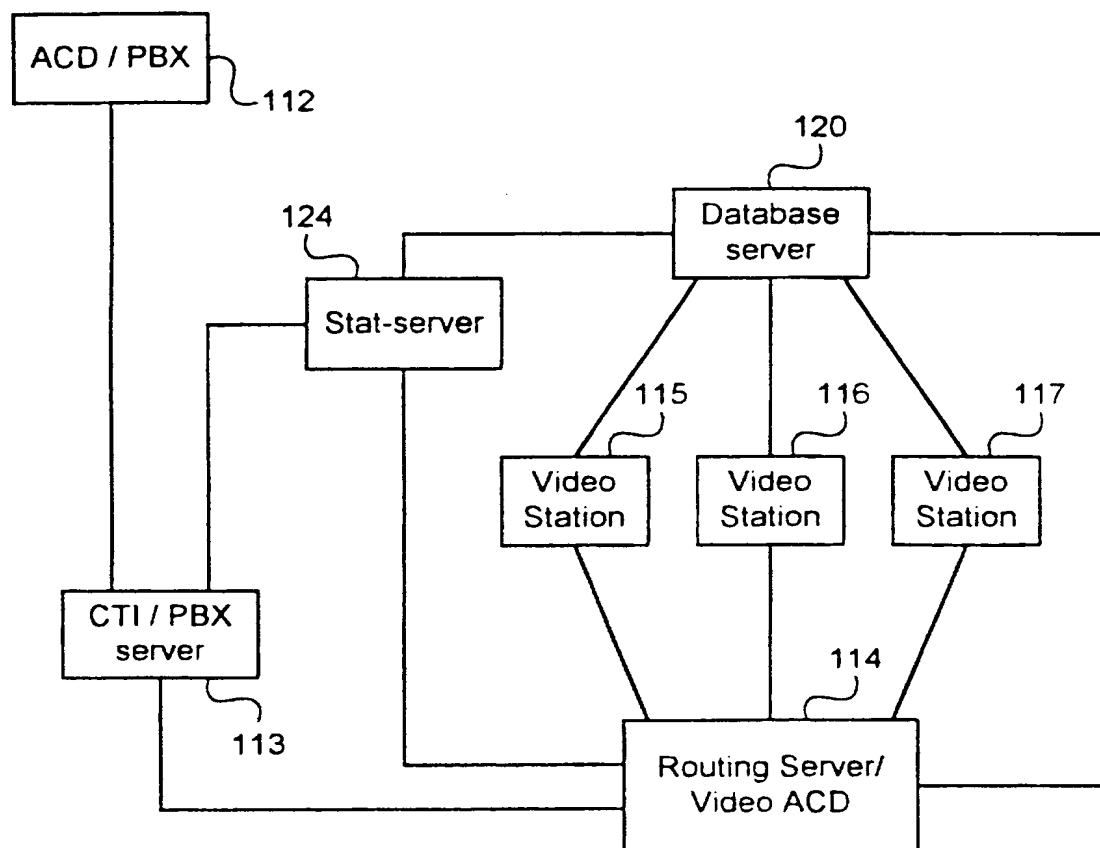 ACD / PBX
112
120
Database
server
124
Stat-server
115
116
117
Video
Station
Video
Station
Video
Station
CTI / PBX
server
113
114
Routing Server/
Video ACD